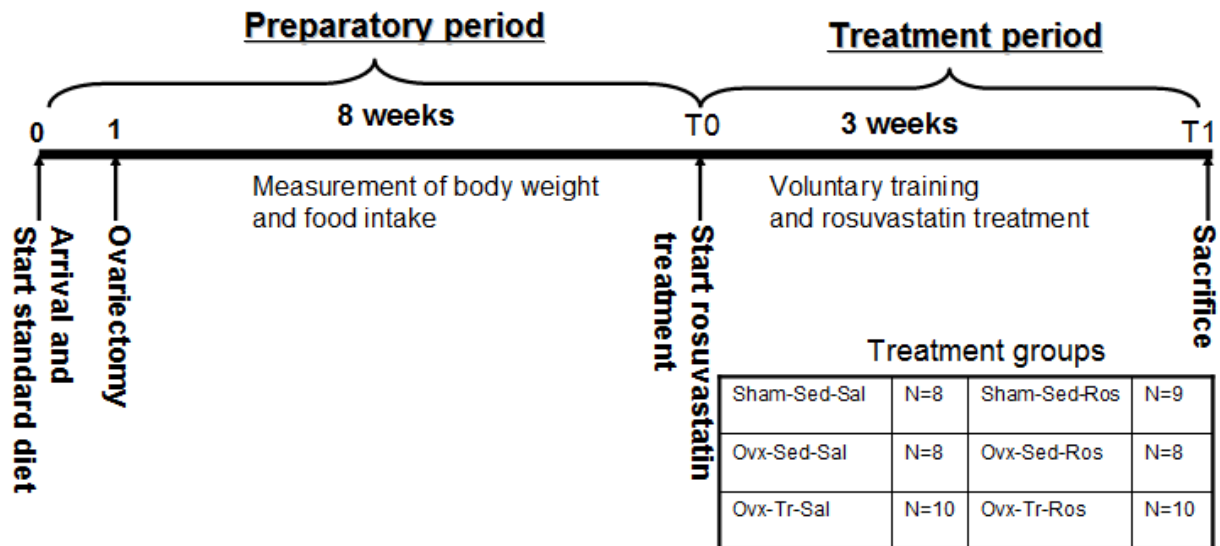 Preparatory period
Treatment period
8 weeks
3 weeks
0
1
T0
T1
Measurement of body weight
and food intake
Voluntary training
and rosuvastatin treatment
Arrival and
Start standard diet
Ovariectomy
Start rosuvastatin
treatment
Sacrifice
Treatment groups
Sham-Sed-Sal N=8 Sham-Sed-Ros N=9
Ovx-Sed-Sal N=8 Ovx-Sed-Ros N=8
Ovx-Tr-Sal N=10 Ovx-Tr-Ros N=10